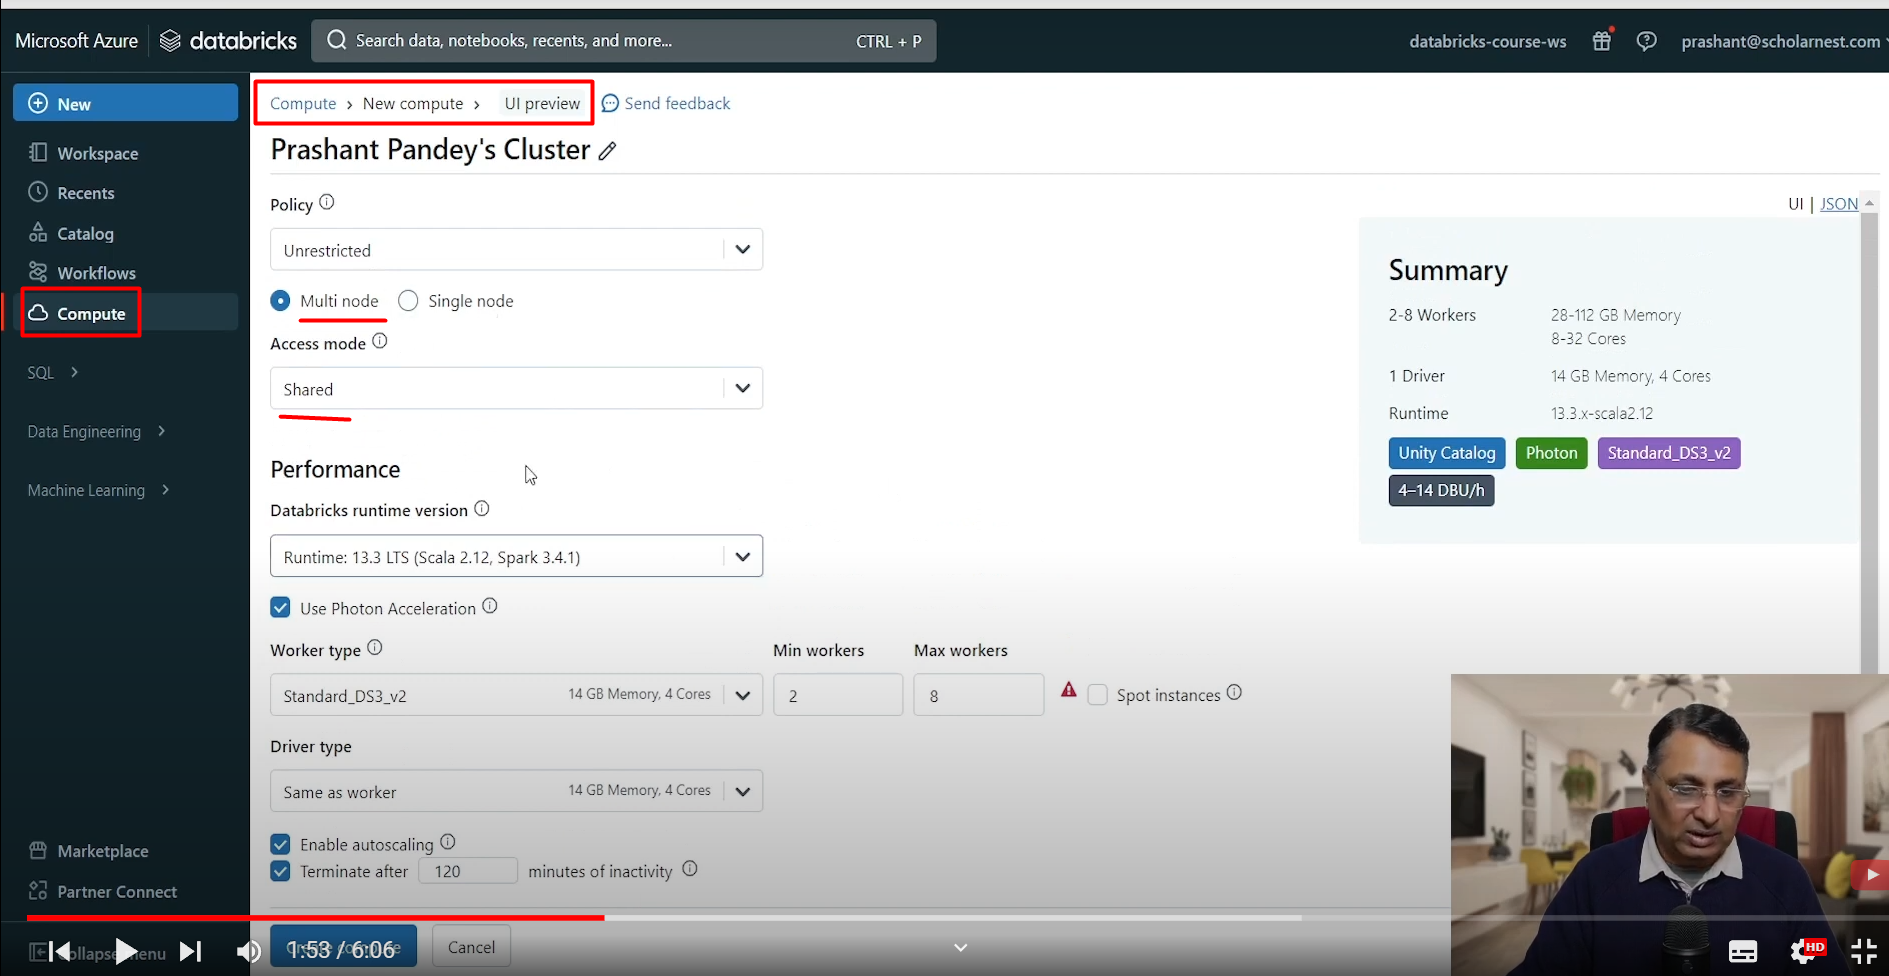 Microsoft Azure databricks Search data, notebooks, recents, and more... CTRL + P databricks-course-ws prashant@scholarnest.com
New
Workspace
Recents
Catalog
Workflows
Compute
SQL
Data Engineering
Machine Learning
Marketplace
Partner Connect
Compute › New compute › UI preview Send feedback
Prashant Pandey's Cluster
Policy
Unrestricted
Multi node Single node
Access mode
Shared
Performance
Databricks runtime version
Runtime: 13.3 LTS (Scala 2.12, Spark 3.4.1)
Use Photon Acceleration
Worker type Min workers Max workers
Standard_DS3_v2 14 GB Memory, 4 Cores 2 8 Spot instances
Driver type
Same as worker 14 GB Memory, 4 Cores
Enable autoscaling
Terminate after 120 minutes of inactivity
Cancel
UI | JSON
Summary
2-8 Workers 28-112 GB Memory
8-32 Cores
1 Driver 14 GB Memory, 4 Cores
Runtime 13.3.x-scala2.12
Unity Catalog Photon Standard_DS3_v2
4–14 DBU/h
menu
1:53 / 6:06
HD